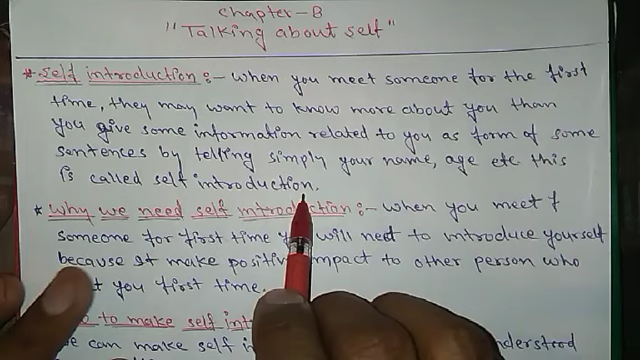 Chapter-8
"Talking about self"
* Self introduction :- When you meet someone for the first
time, they may want to know more about you than
you give some information related to you as form of some
sentences by telling simply your name, age etc this
is called self introduction.
* Why we need self introduction :- When you meet
someone for first time will need to introduce yourself
because It make positive impact to other person who
you first time.
to make self
can make self understood